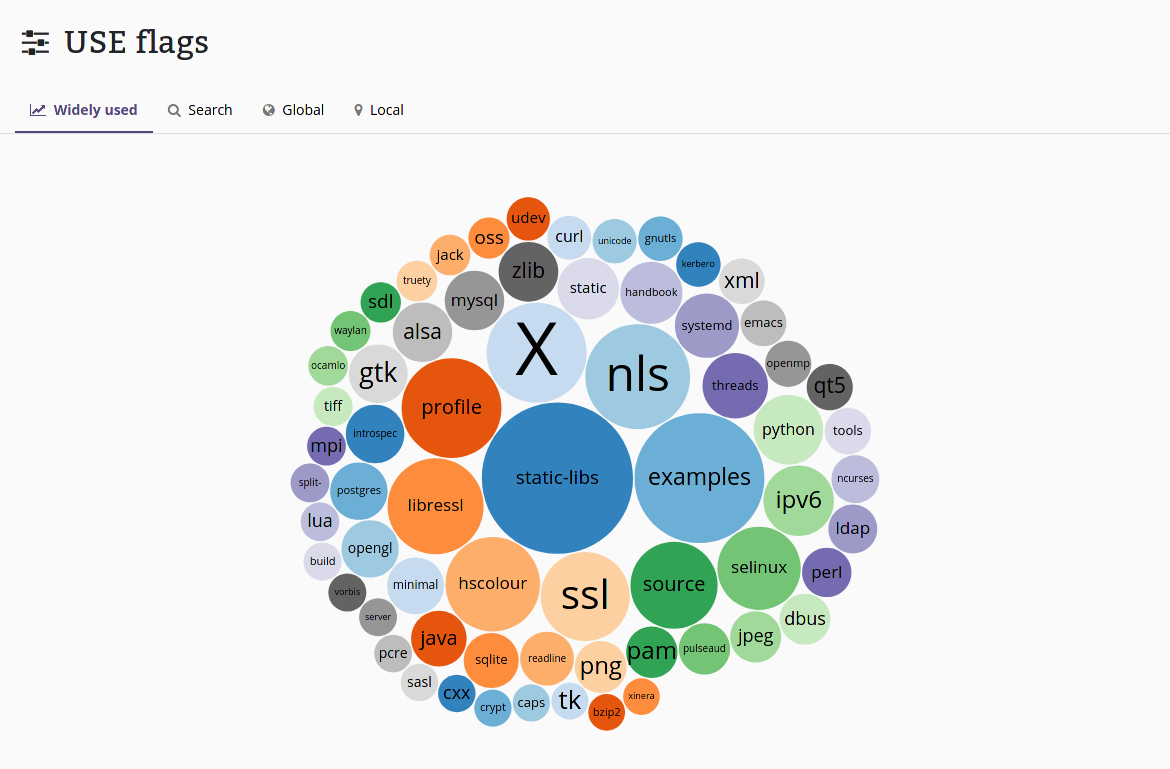 USE flags
Widely used
Search
Global
Local
udev
oss
curl
unicode
gnutls
jack
zlib
kerbero
truety
mysql
static
handbook
xml
sdl
alsa
X
nls
systemd
emacs
waylan
ocamlo
gtk
openmp
threads
qt5
tiff
profile
python
tools
introspec
mpi
static-libs
examples
ncurses
split-
postgres
libressl
ipv6
lua
ldap
opengl
build
minimal
hscolour
ssl
source
selinux
perl
vorbis
server
java
dbus
jpeg
pcre
sqlite
readline
png
pam
pulseaud
sasl
cxx
crypt
caps
tk
bzip2
xinera